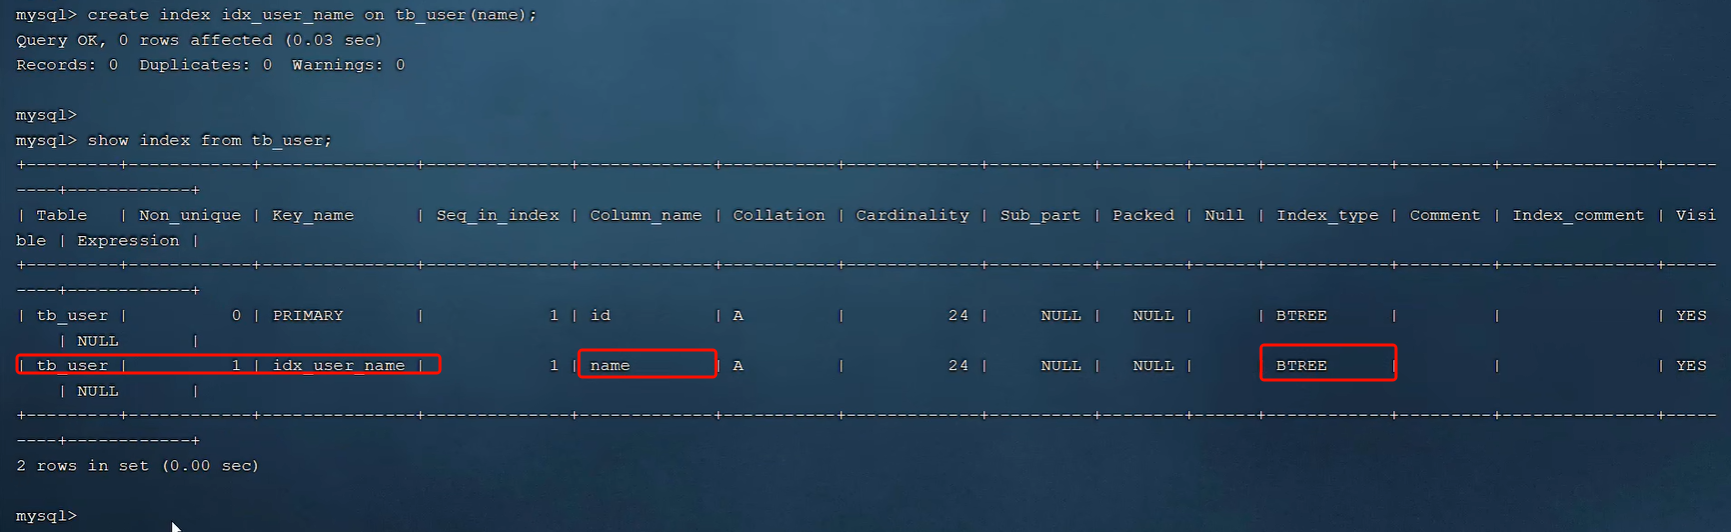 mysql> create index idx_user_name on tb_user(name);
Query OK, 0 rows affected (0.03 sec)
Records: 0  Duplicates: 0  Warnings: 0
mysql>
mysql> show index from tb_user;
+---------+------------+---------------+--------------+-------------+-----------+-------------+----------+--------+------+------------+---------+---------------+-----
----+------------+
| Table   | Non_unique | Key_name      | Seq_in_index | Column_name | Collation | Cardinality | Sub_part | Packed | Null | Index_type | Comment | Index_comment | Visi
ble | Expression |
+---------+------------+---------------+--------------+-------------+-----------+-------------+----------+--------+------+------------+---------+---------------+-----
----+------------+
| tb_user |          0 | PRIMARY       |            1 | id          | A         |          24 |     NULL |   NULL |      | BTREE      |         |               | YES
    | NULL       |
| tb_user |          1 | idx_user_name |            1 | name        | A         |          24 |     NULL |   NULL |      | BTREE      |         |               | YES
    | NULL       |
+---------+------------+---------------+--------------+-------------+-----------+-------------+----------+--------+------+------------+---------+---------------+-----
----+------------+
2 rows in set (0.00 sec)
mysql>